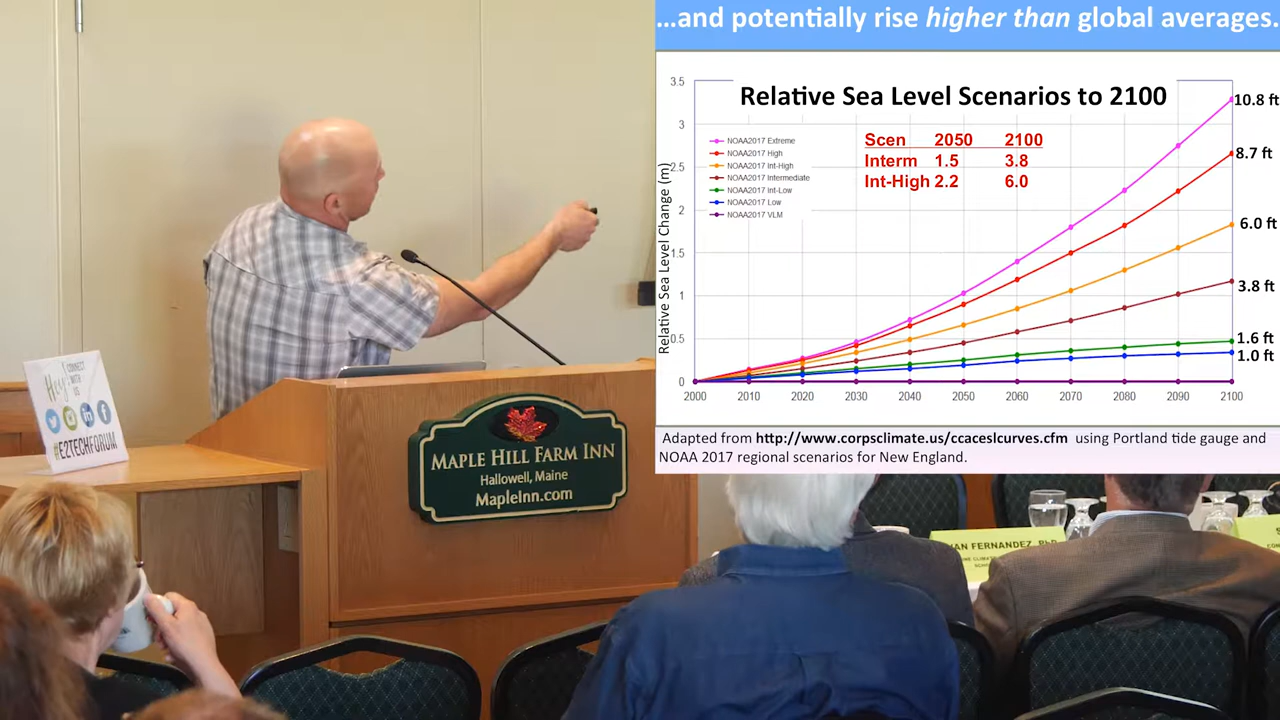 …and potentially rise higher than global averages.
Relative Sea Level Scenarios to 2100
3.5
3
2.5
2
1.5
1
0.5
0
Relative Sea Level Change (m)
NOAA2017 Extreme
NOAA2017 High
NOAA2017 Int-High
NOAA2017 Intermediate
NOAA2017 Int-Low
NOAA2017 Low
NOAA2017 VLM
Scen 2050 2100
Interm 1.5 3.8
Int-High 2.2 6.0
10.8 ft
8.7 ft
6.0 ft
3.8 ft
1.6 ft
1.0 ft
2000 2010 2020 2030 2040 2050 2060 2070 2080 2090 2100
Adapted from http://www.corpsclimate.us/ccaceslcurves.cfm using Portland tide gauge and
NOAA 2017 regional scenarios for New England.
Hey!
CONNECT
WITH
US
#E2TECHFORUM
MAPLE HILL FARM INN
Hallowell, Maine
MapleInn.com
FERNANDEZ, PhD